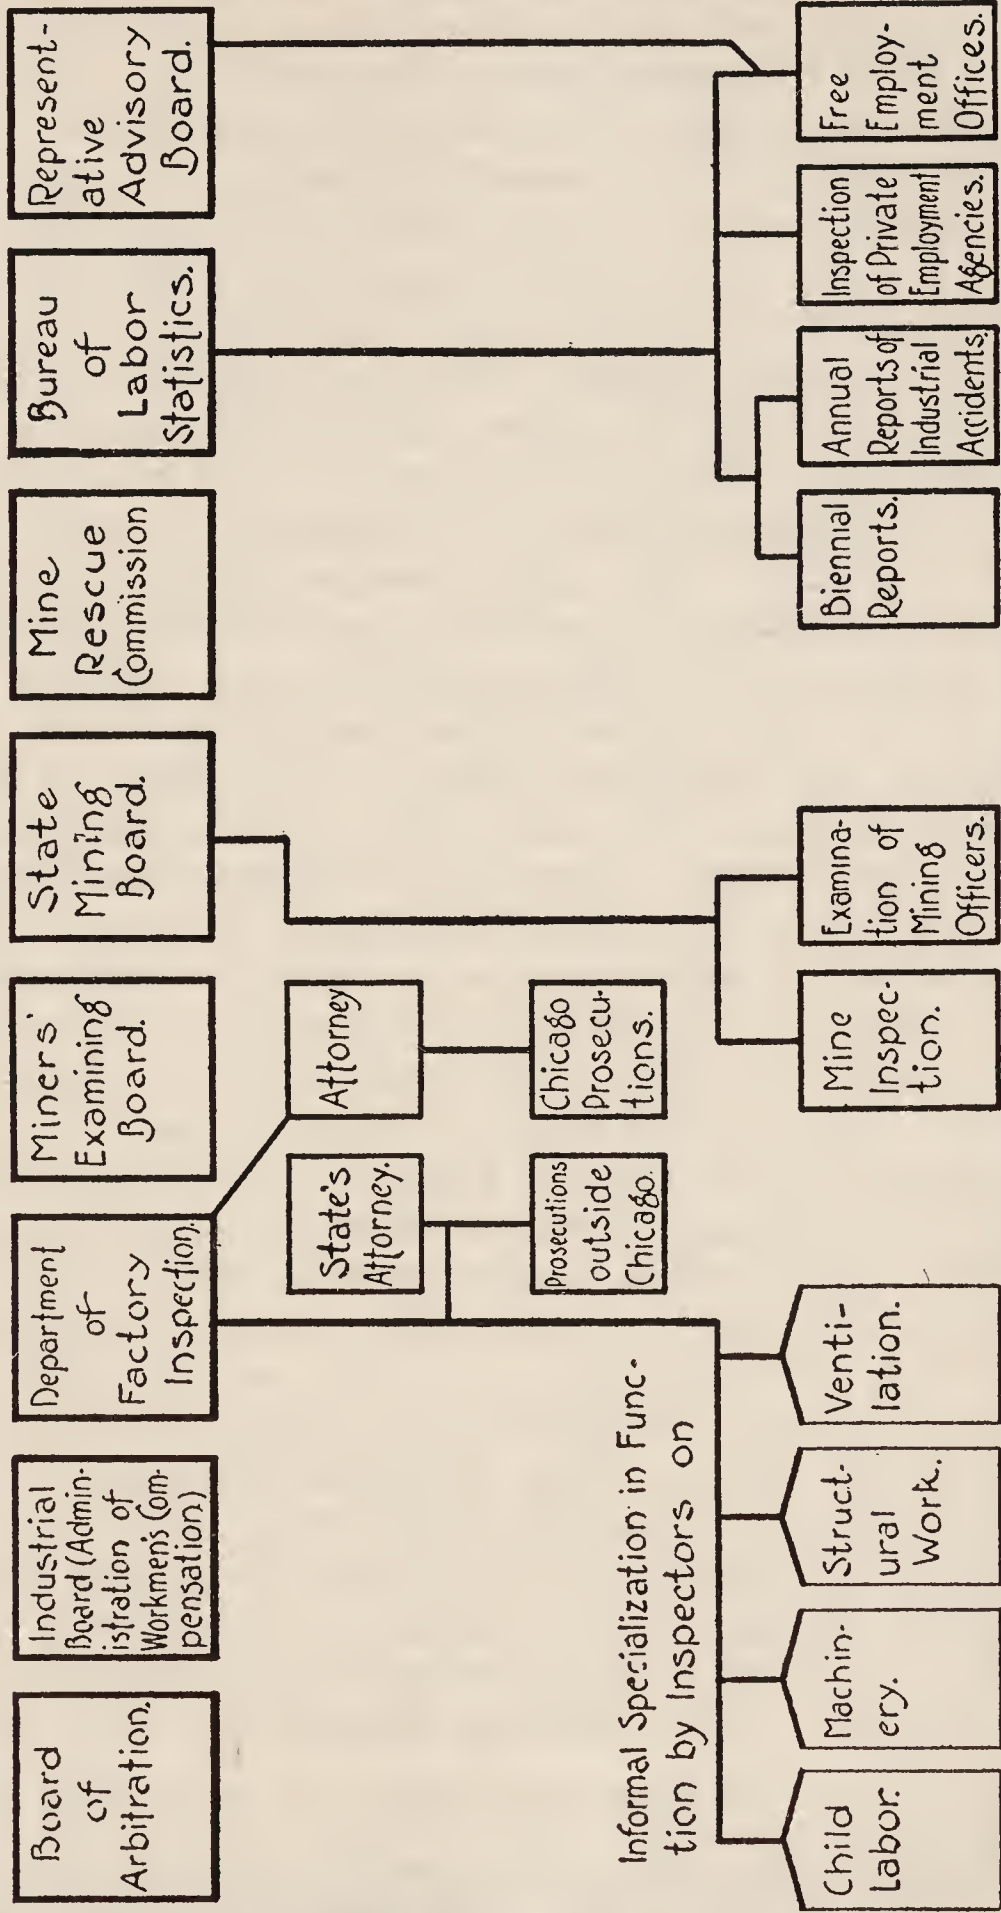 Board
of
Arbitration.
Industrial
Board (Admin-
istration of
Workmen's Com-
pensation)
Department
of
Factory
Inspection.
Miners'
Examining
Board.
State
Mining
Board.
Mine
Rescue
Commission
Bureau
of
Labor
Statistics.
Represent-
ative
Advisory
Board.
State's
Attorney.
Attorney
Prosecutions
outside
Chicago.
Chicago
Prosecu-
tions.
Informal Specialization in Func-
tion by Inspectors on
Child
Labor.
Machin-
ery.
Struct-
ural
Work.
Venti-
lation.
Mine
Inspec-
tion.
Examina-
tion of
Mining
Officers.
Biennial
Reports.
Annual
Reports of
Industrial
Accidents.
Inspection
of Private
Employment
Agencies.
Free
Employ-
ment
Offices.